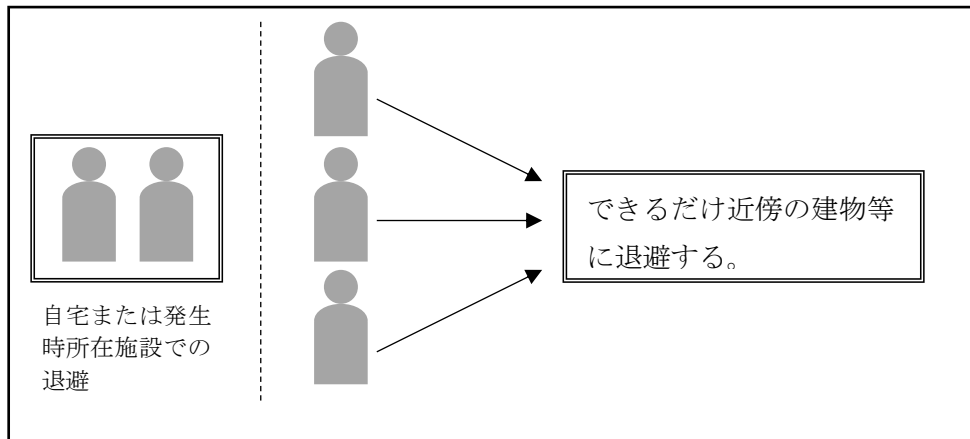 自宅または発生
時所在施設での
退避
できるだけ近傍の建物等
に退避する。